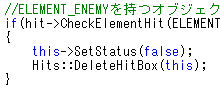 //ELEMENT_ENEMYを持つオブジェク
if(hit->CheckElementHit(ELEMENT
{
    this->SetStatus(false);
    Hits::DeleteHitBox(this);
}